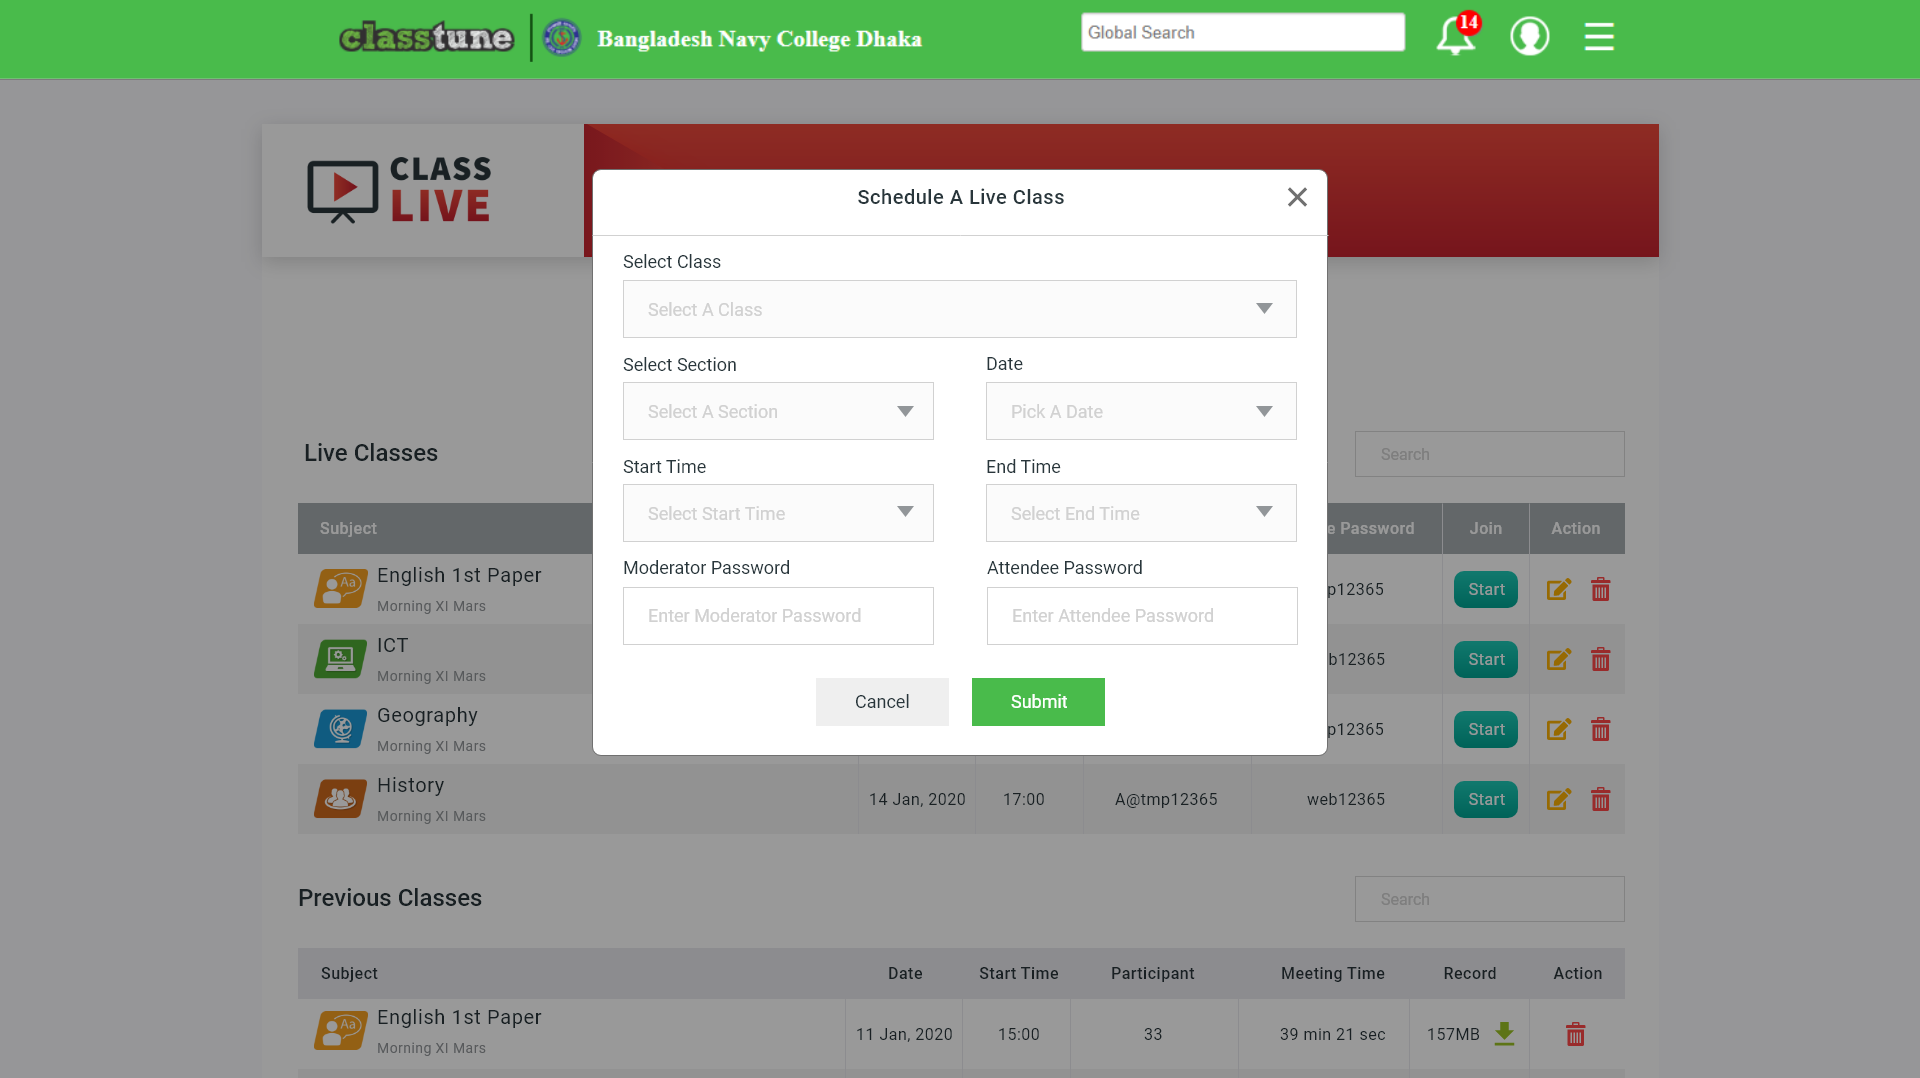 classtune
Bangladesh Navy College Dhaka
Global Search
14
CLASS
LIVE
Schedule A Live Class
Select Class
Select A Class
Select Section
Date
Select A Section
Pick A Date
Start Time
End Time
Select Start Time
Select End Time
Moderator Password
Attendee Password
Enter Moderator Password
Enter Attendee Password
Cancel
Submit
Live Classes
Search
Subject
e Password
Join
Action
English 1st Paper
Aa
Morning XI Mars
p12365
Start
ICT
Morning XI Mars
b12365
Start
Geography
Morning XI Mars
p12365
Start
History
Morning XI Mars
14 Jan, 2020
17:00
A@tmp12365
web12365
Start
Previous Classes
Search
Subject
Date
Start Time
Participant
Meeting Time
Record
Action
English 1st Paper
Aa
Morning XI Mars
11 Jan, 2020
15:00
33
39 min 21 sec
157MB